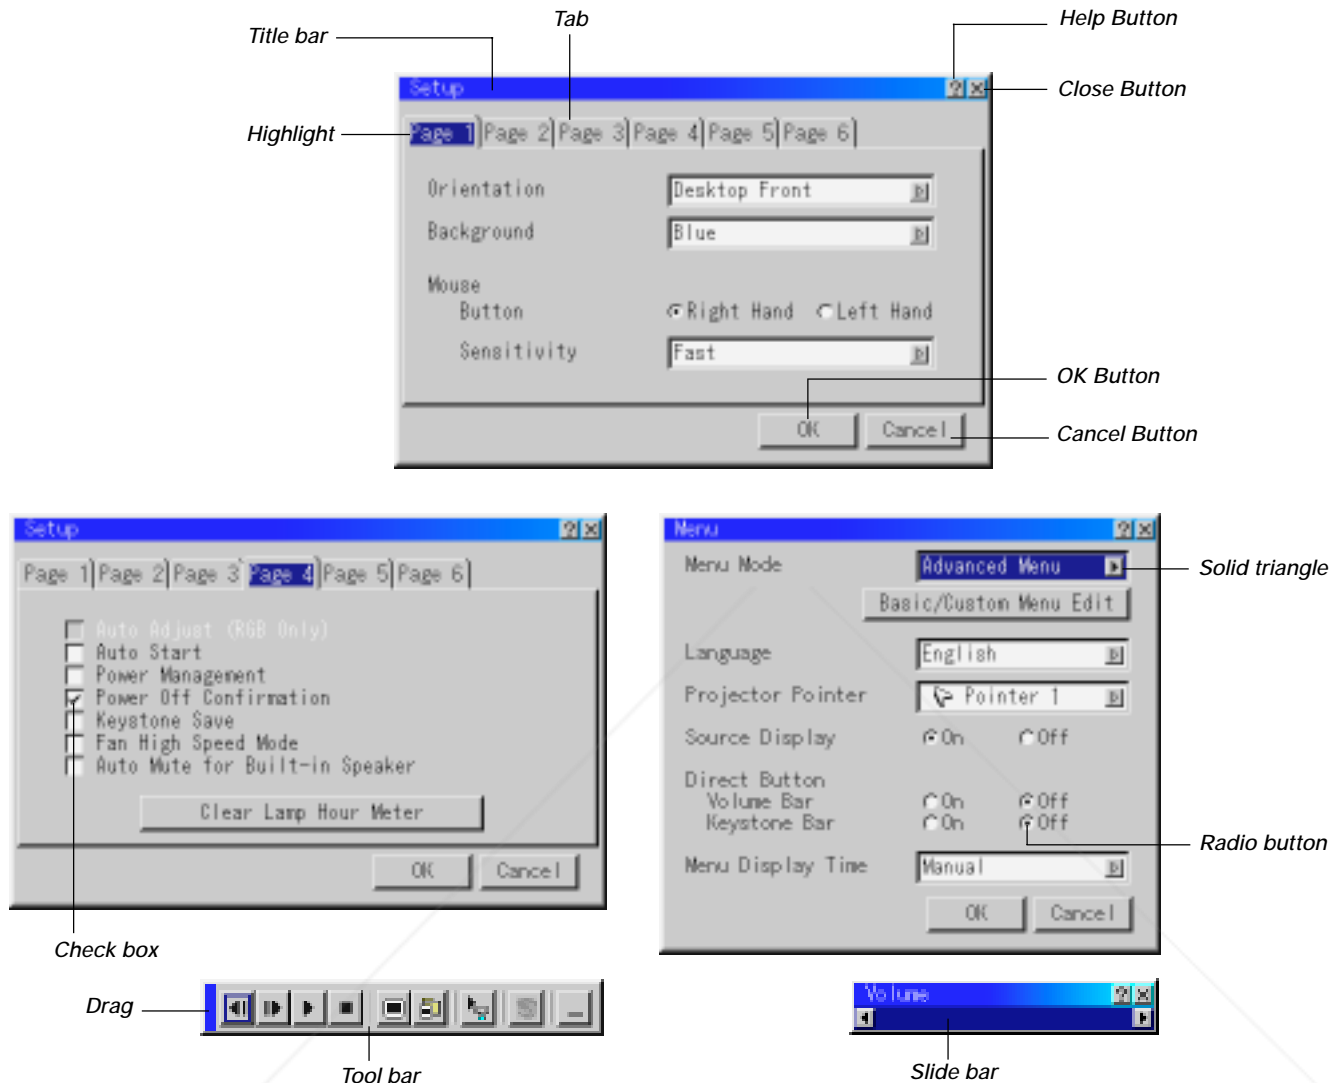 Tab
Help Button
Title bar
Setup
Close Button
Highlight
Page 1 Page 2 Page 3 Page 4 Page 5 Page 6
Orientation Desktop Front
Background Blue
Mouse
Button Right Hand Left Hand
Sensitivity Fast
OK Button
OK Cancel
Cancel Button
Setup
Page 1 Page 2 Page 3 Page 4 Page 5 Page 6
Auto Adjust (RGB Only)
Auto Start
Power Management
Power Off Confirmation
Keystone Save
Fan High Speed Mode
Auto Mute for Built-in Speaker
Clear Lamp Hour Meter
OK Cancel
Check box
Menu
Menu Mode Advanced Menu
Solid triangle
Basic/Custom Menu Edit
Language English
Projector Pointer Pointer 1
Source Display On Off
Direct Button
Volume Bar On Off
Keystone Bar On Off
Radio button
Menu Display Time Manual
OK Cancel
Drag
Tool bar
Volume
Slide bar